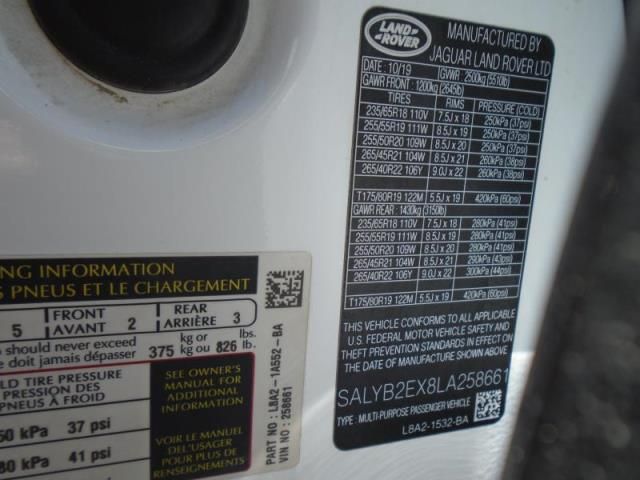 LAND ROVER
MANUFACTURED BY
JAGUAR LAND ROVER LTD
DATE : 10/19 GVWR : 2500kg (5510lb)
GAWR FRONT : 1200kg (2645lb)
TIRES RIMS PRESSURE (COLD)
235/65R18 110V 7.5J x 18 250kPA (37psi)
255/55R19 111W 8.5J x 19 250kPA (37psi)
255/50R20 109W 8.5J x 20 250kPA (37psi)
265/45R21 104W 8.5J x 21 260kPA (38psi)
265/40R22 106Y 9.0J x 22 260kPA (38psi)
T175/80R19 122M 5.5J x 19 420kPA (60psi)
GAWR REAR : 1430kg (3150lb)
235/65R18 110V 7.5J x 18 280kPA (41psi)
255/55R19 111W 8.5J x 19 280kPA (41psi)
255/50R20 109W 8.5J x 20 280kPA (41psi)
265/45R21 104W 8.5J x 21 290kPA (43psi)
265/40R22 106Y 9.0J x 22 300kPA (44psi)
T175/80R19 122M 5.5J x 19 420kPA (60psi)
THIS VEHICLE CONFORMS TO ALL APPLICABLE
U.S. FEDERAL MOTOR VEHICLE SAFETY AND
THEFT PREVENTION STANDARDS IN EFFECT ON
THE DATE OF MANUFACTURE SHOWN ABOVE
SALYB2EX8LA258661
TYPE : MULTI-PURPOSE PASSENGER VEHICLE
L8A2-1532-BA
ING INFORMATION
S PNEUS ET LE CHARGEMENT
5 FRONT AVANT 2 REAR ARRIÈRE 3
should never exceed
e doit jamais dépasser 375 kg or kg ou 826 lbs. lb.
LD TIRE PRESSURE
PRESSION DES
À FROID
50 kPa 37 psi
80 kPa 41 psi
SEE OWNER'S
MANUAL FOR
ADDITIONAL
INFORMATION
VOIR LE MANUEL
DE L'USAGER
POUR PLUS DE
RENSEIGNEMENTS
PART NO : L8A2-1A552-BA
VIN NO : 258661